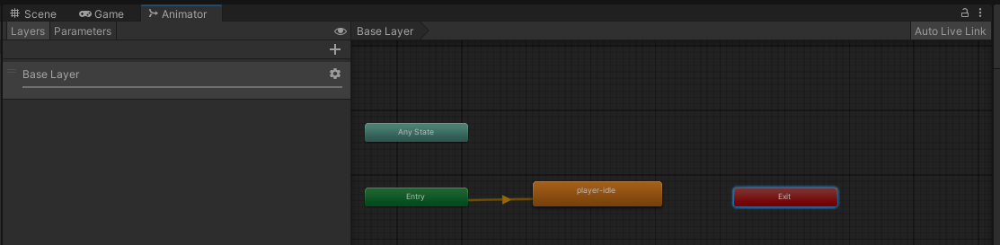 Scene Game Animator
Layers Parameters Base Layer Auto Live Link
Base Layer
Any State
Entry player-idle Exit